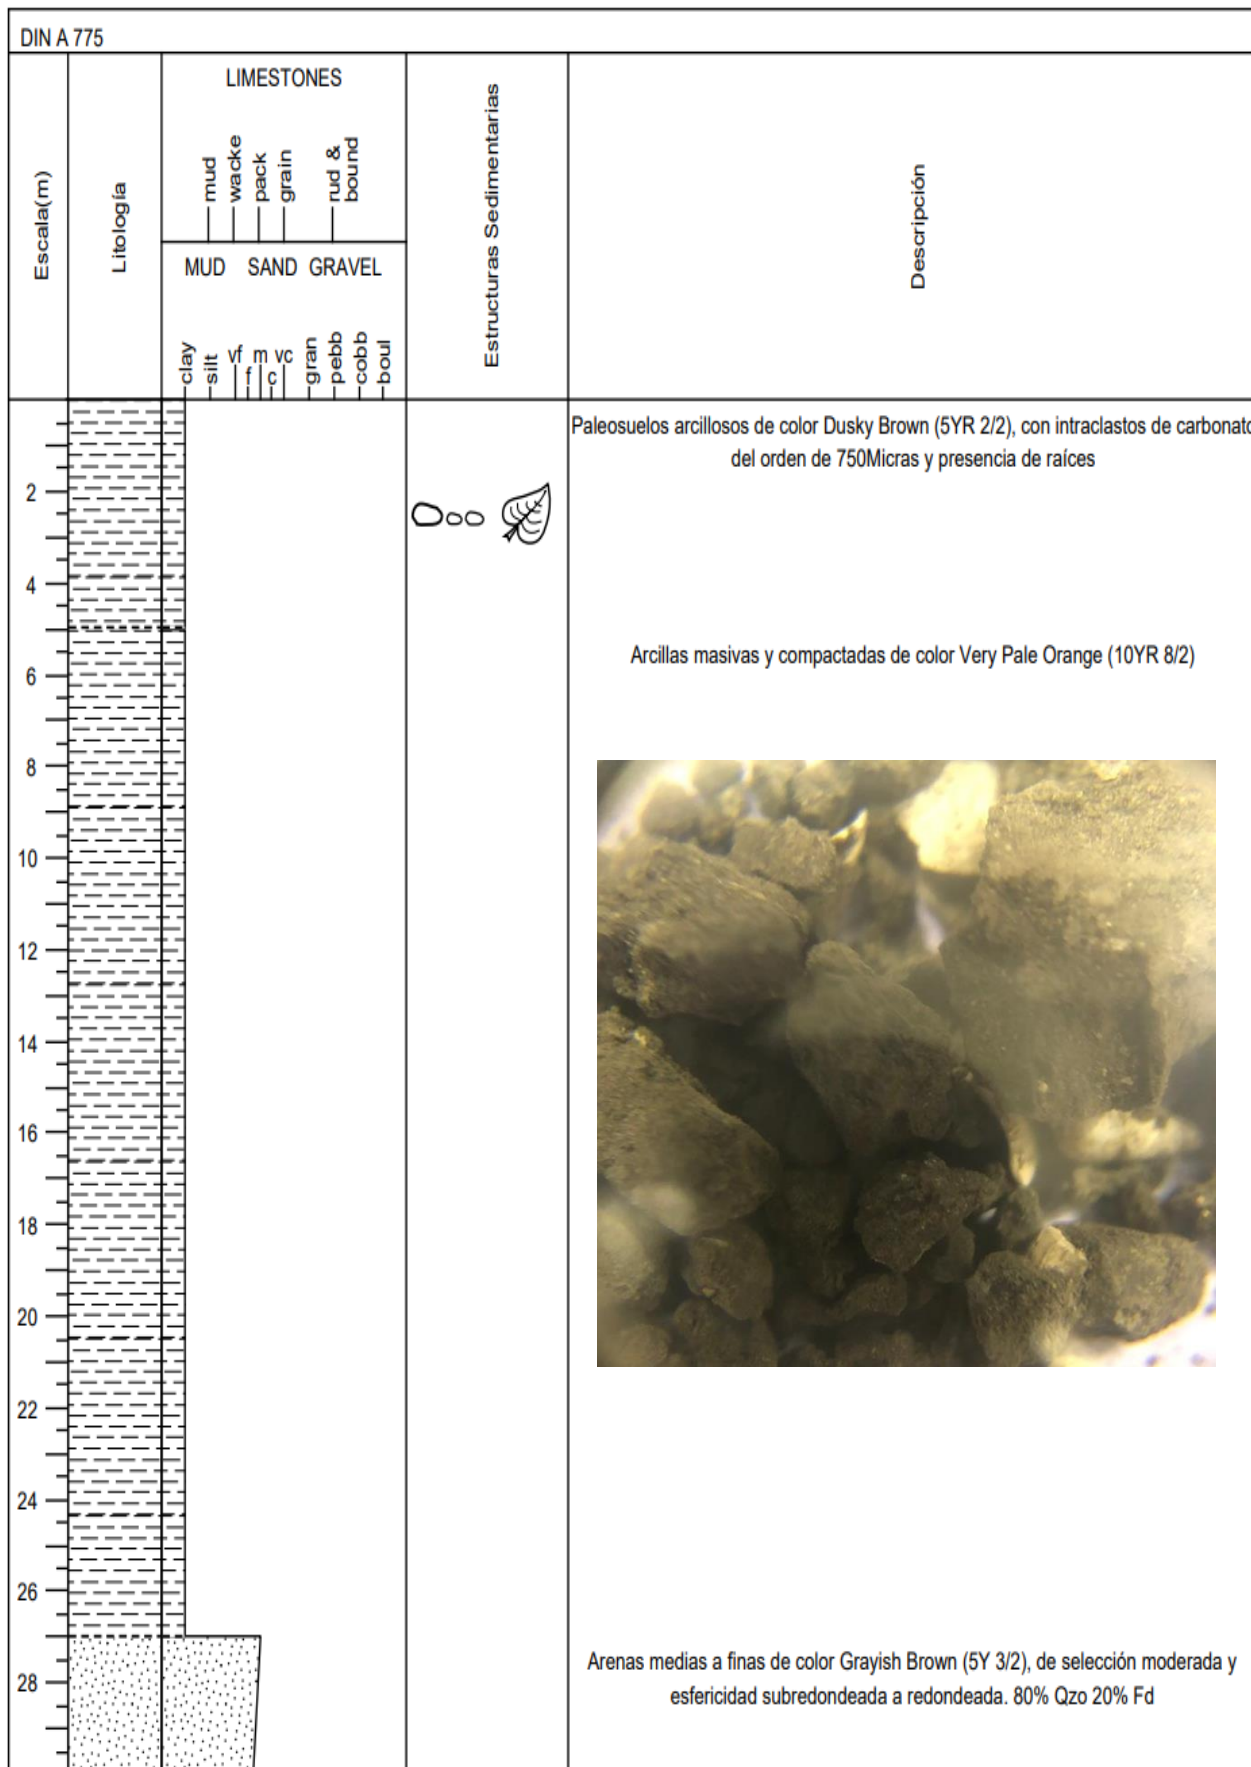 DIN A 775
Escala(m)
Litología
LIMESTONES
mud
wacke
pack
grain
rud &
bound
MUD SAND GRAVEL
clay
silt
vf
f
m
c
vc
gran
pebb
cobb
boul
Estructuras Sedimentarias
Descripción
Paleosuelos arcillosos de color Dusky Brown (5YR 2/2), con intraclastos de carbonato
del orden de 750Micras y presencia de raíces
2
4
Arcillas masivas y compactadas de color Very Pale Orange (10YR 8/2)
6
8
10
12
14
16
18
20
22
24
26
Arenas medias a finas de color Grayish Brown (5Y 3/2), de selección moderada y
28
esfericidad subredondeada a redondeada. 80% Qzo 20% Fd